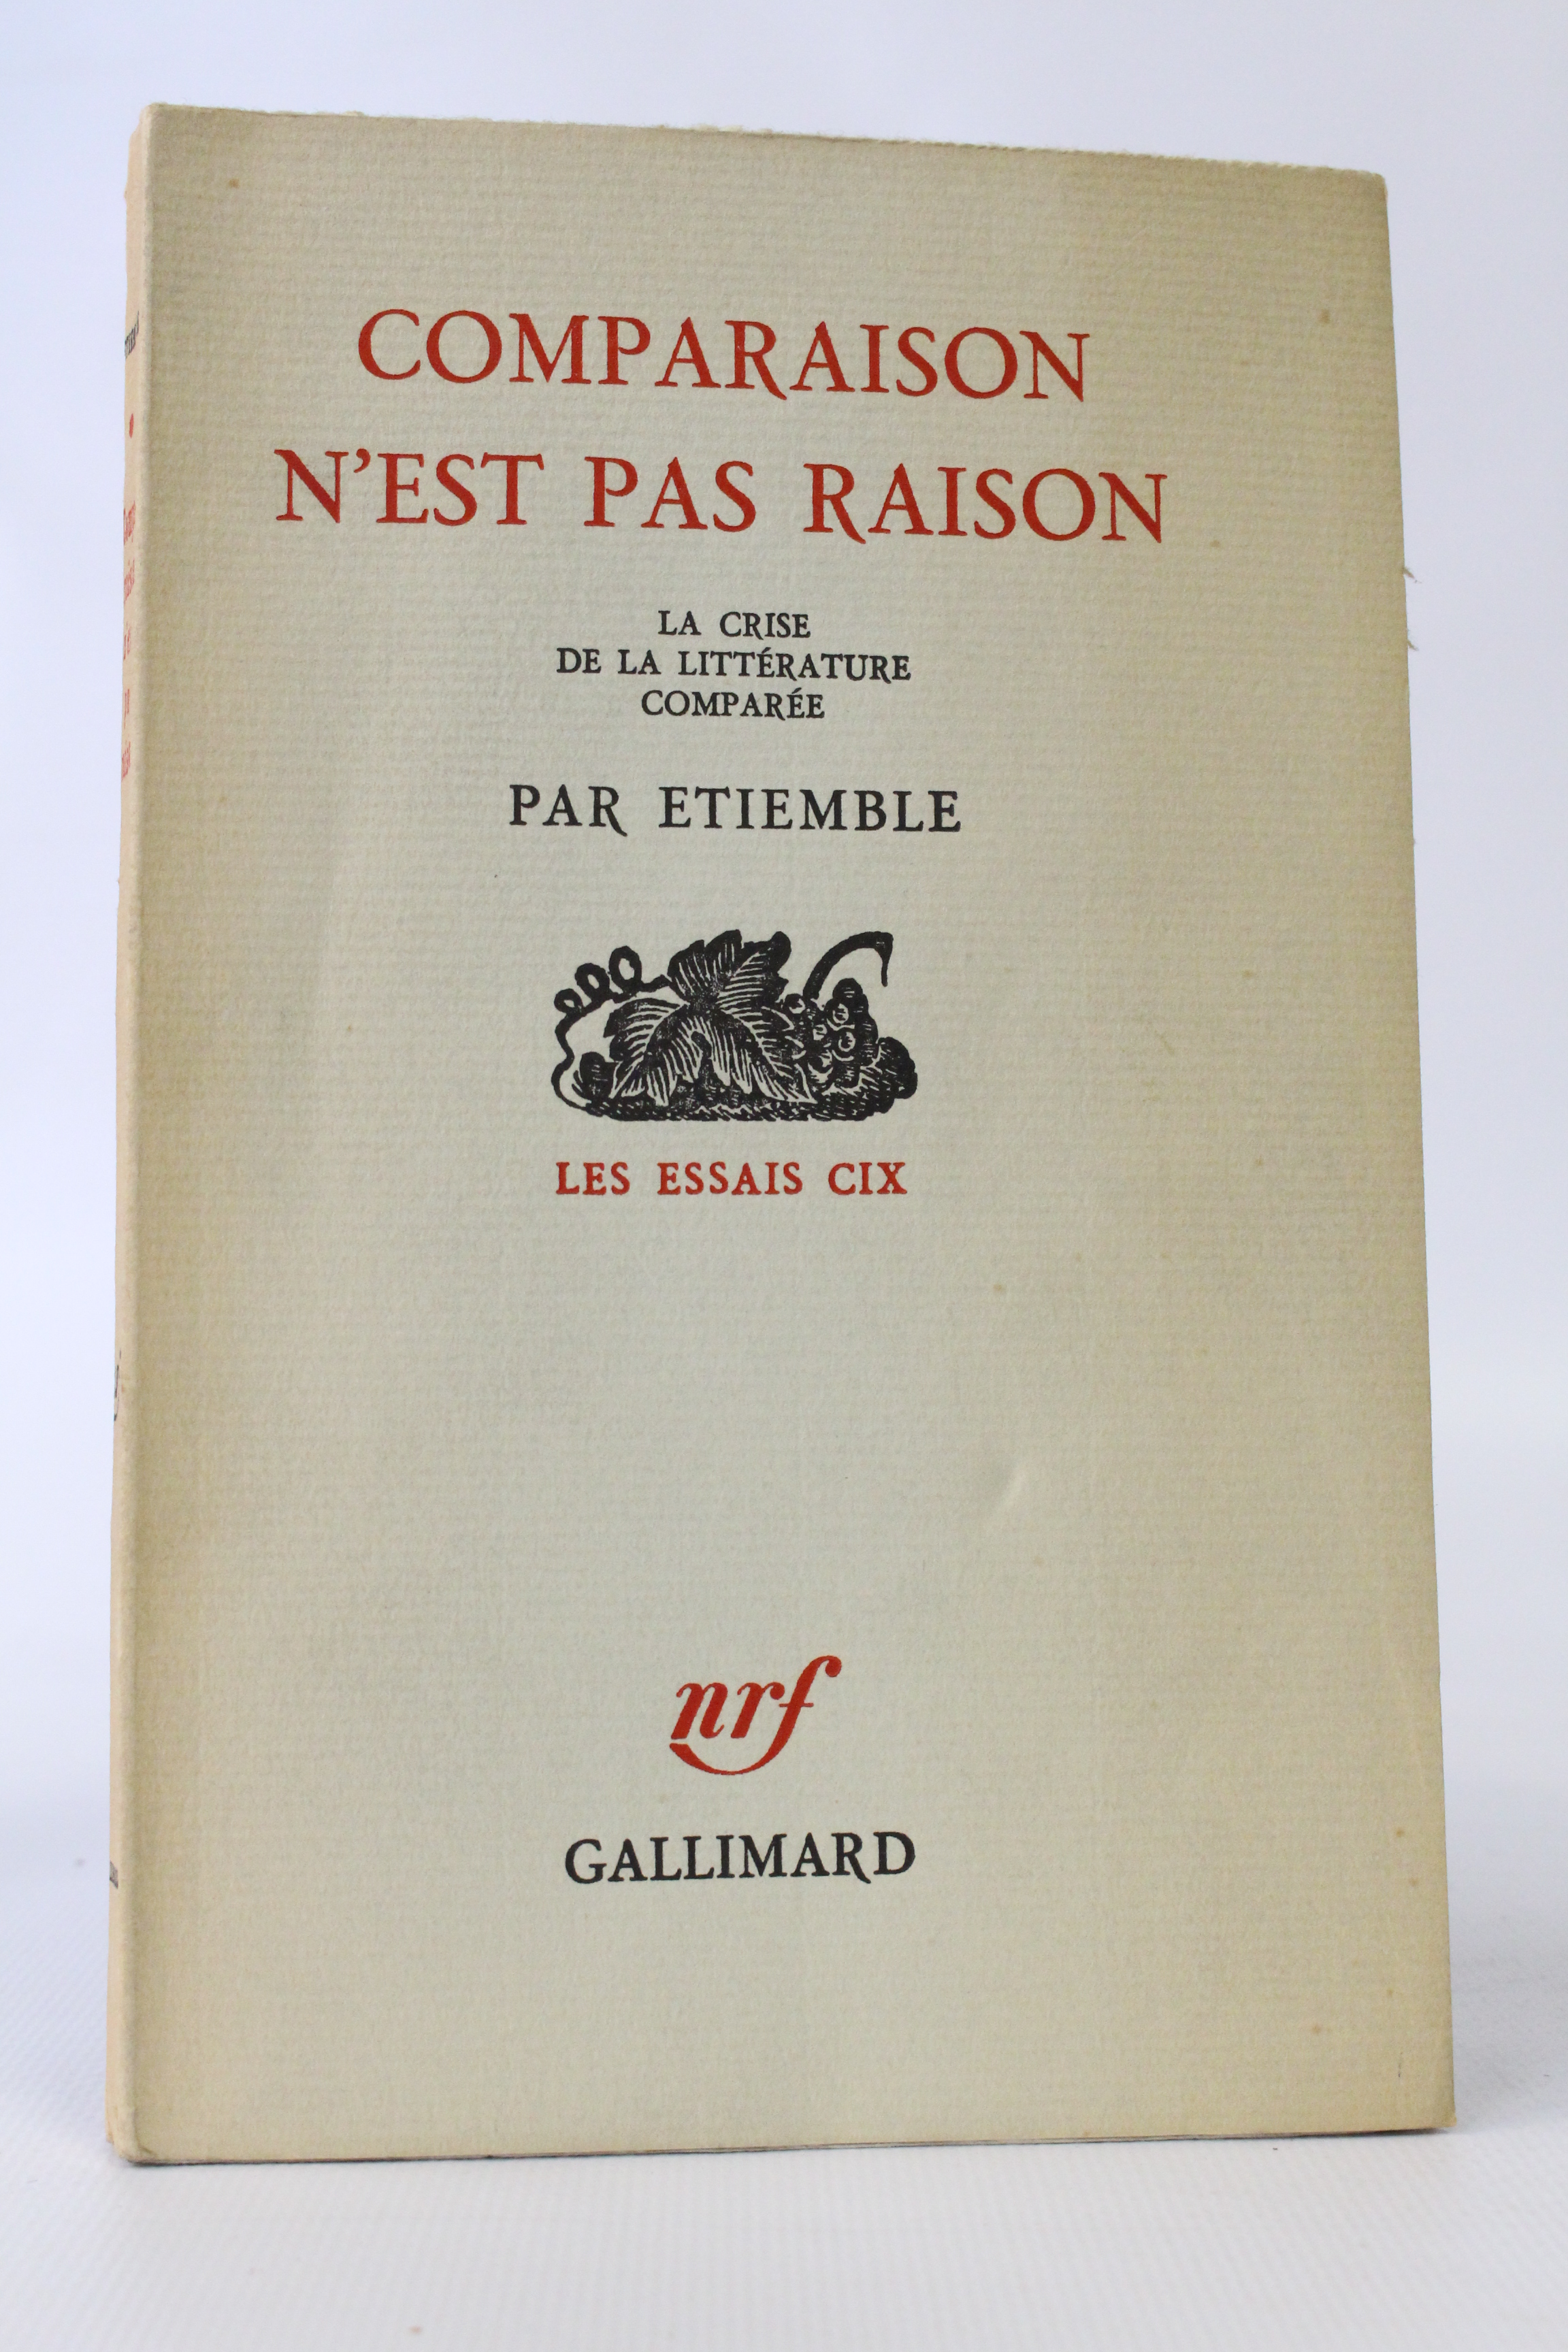 COMPARAISON
N'EST PAS RAISON
LA CRISE
DE LA LITTÉRATURE
COMPARÉE
PAR ETIEMBLE
LES ESSAIS CIX
nrf
GALLIMARD